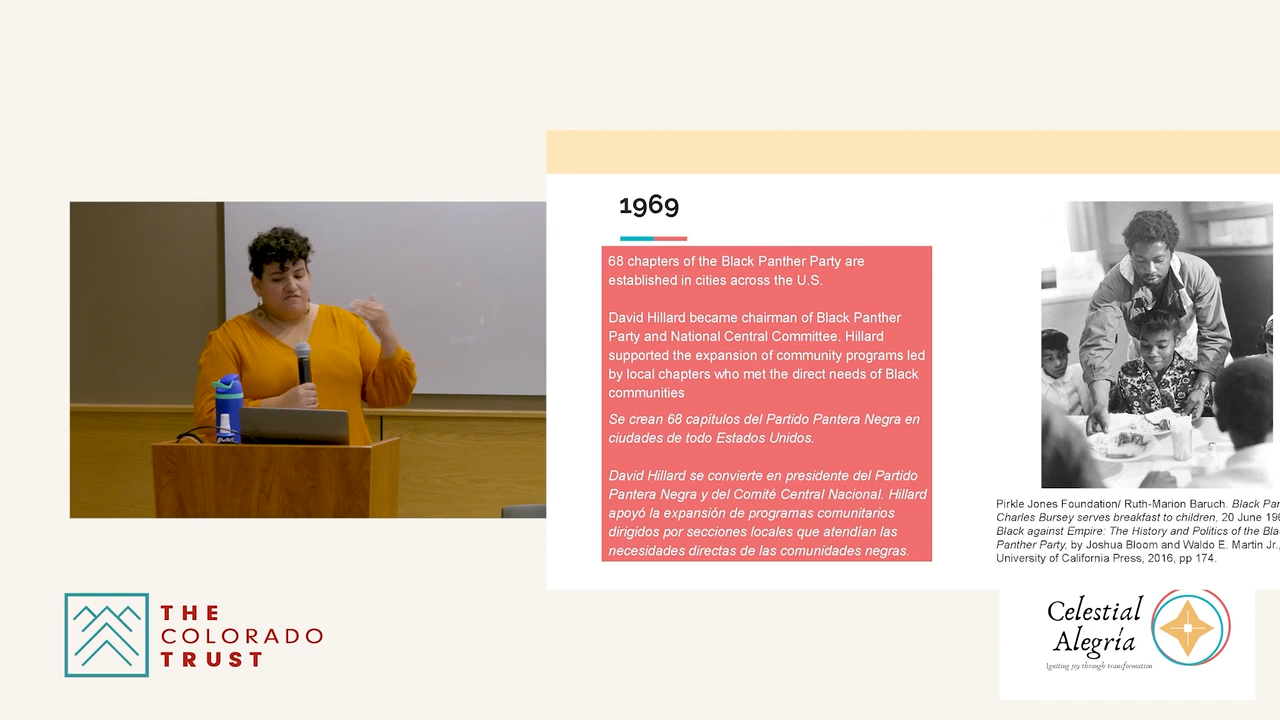 1969
68 chapters of the Black Panther Party are
established in cities across the U.S.
David Hillard became chairman of Black Panther
Party and National Central Committee. Hillard
supported the expansion of community programs led
by local chapters who met the direct needs of Black
communities
Se crean 68 capítulos del Partido Pantera Negra en
ciudades de todo Estados Unidos.
David Hillard se convierte en presidente del Partido
Pantera Negra y del Comité Central Nacional. Hillard
apoyó la expansión de programas comunitarios
dirigidos por secciones locales que atendían las
necesidades directas de las comunidades negras.
Pirkle Jones Foundation/ Ruth-Marion Baruch. Black
Charles Bursey serves breakfast to children, 20 June
Black against Empire: The History and Politics of the
Panther Party, by Joshua Bloom and Waldo E. Martin Jr.,
University of California Press, 2016, pp 174.
THE
COLORADO
TRUST
Celestial
Alegría
Igniting joy through transformation